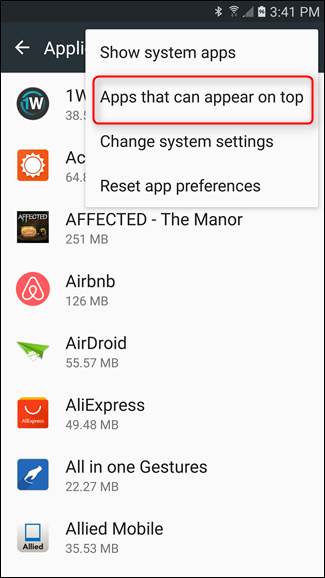 3:41 PM
Applic
Show system apps
Apps that can appear on top
Change system settings
Reset app preferences
1W
1W
38.5
Ac
64.8
AFFECTED
AFFECTED - The Manor
251 MB
Airbnb
126 MB
AirDroid
55.57 MB
AliExpress
AliExpress
49.48 MB
All in one Gestures
22.27 MB
Allied
Allied Mobile
35.53 MB